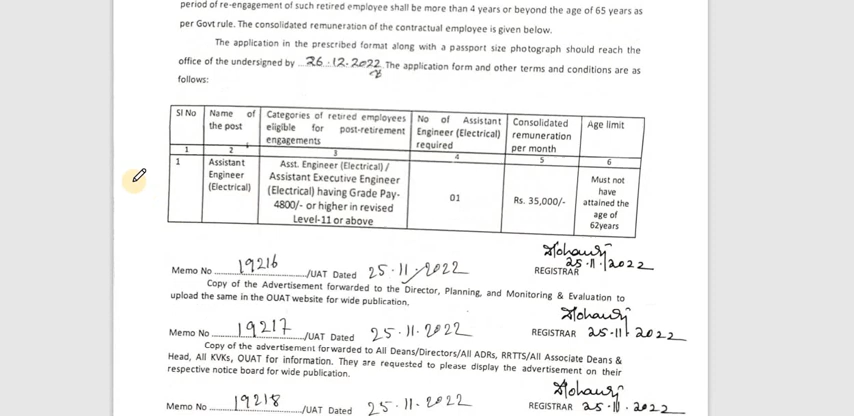 period of re-engagement of such retired employee shall be more than 4 years or beyond the age of 65 years as
per Govt rule. The consolidated remuneration of the contractual employee is given below.
The application in the prescribed format along with a passport size photograph should reach the
office of the undersigned by ...26.12.2022 The application form and other terms and conditions are as
follows:
Sl No | Name of the post | Categories of retired employees eligible for post-retirement engagements | No of Assistant Engineer (Electrical) required | Consolidated remuneration per month | Age limit
1 | 2 | 3 | 4 | 5 | 6
1 | Assistant Engineer (Electrical) | Asst. Engineer (Electrical) / Assistant Executive Engineer (Electrical) having Grade Pay-4800/- or higher in revised Level-11 or above | 01 | Rs. 35,000/- | Must not have attained the age of 62years
25.11.2022
Memo No 19216 /UAT Dated 25.11.2022 REGISTRAR
Copy of the Advertisement forwarded to the Director, Planning, and Monitoring & Evaluation to
upload the same in the OUAT website for wide publication.
Memo No 19217 /UAT Dated 25.11.2022 REGISTRAR 25.11.2022
Copy of the advertisement forwarded to All Deans/Directors/All ADRs, RRTTS/All Associate Deans &
Head, All KVKs, OUAT for information. They are requested to please display the advertisement on their
respective notice board for wide publication.
Memo No 19218 /UAT Dated 25.11.2022 REGISTRAR 25.11.2022